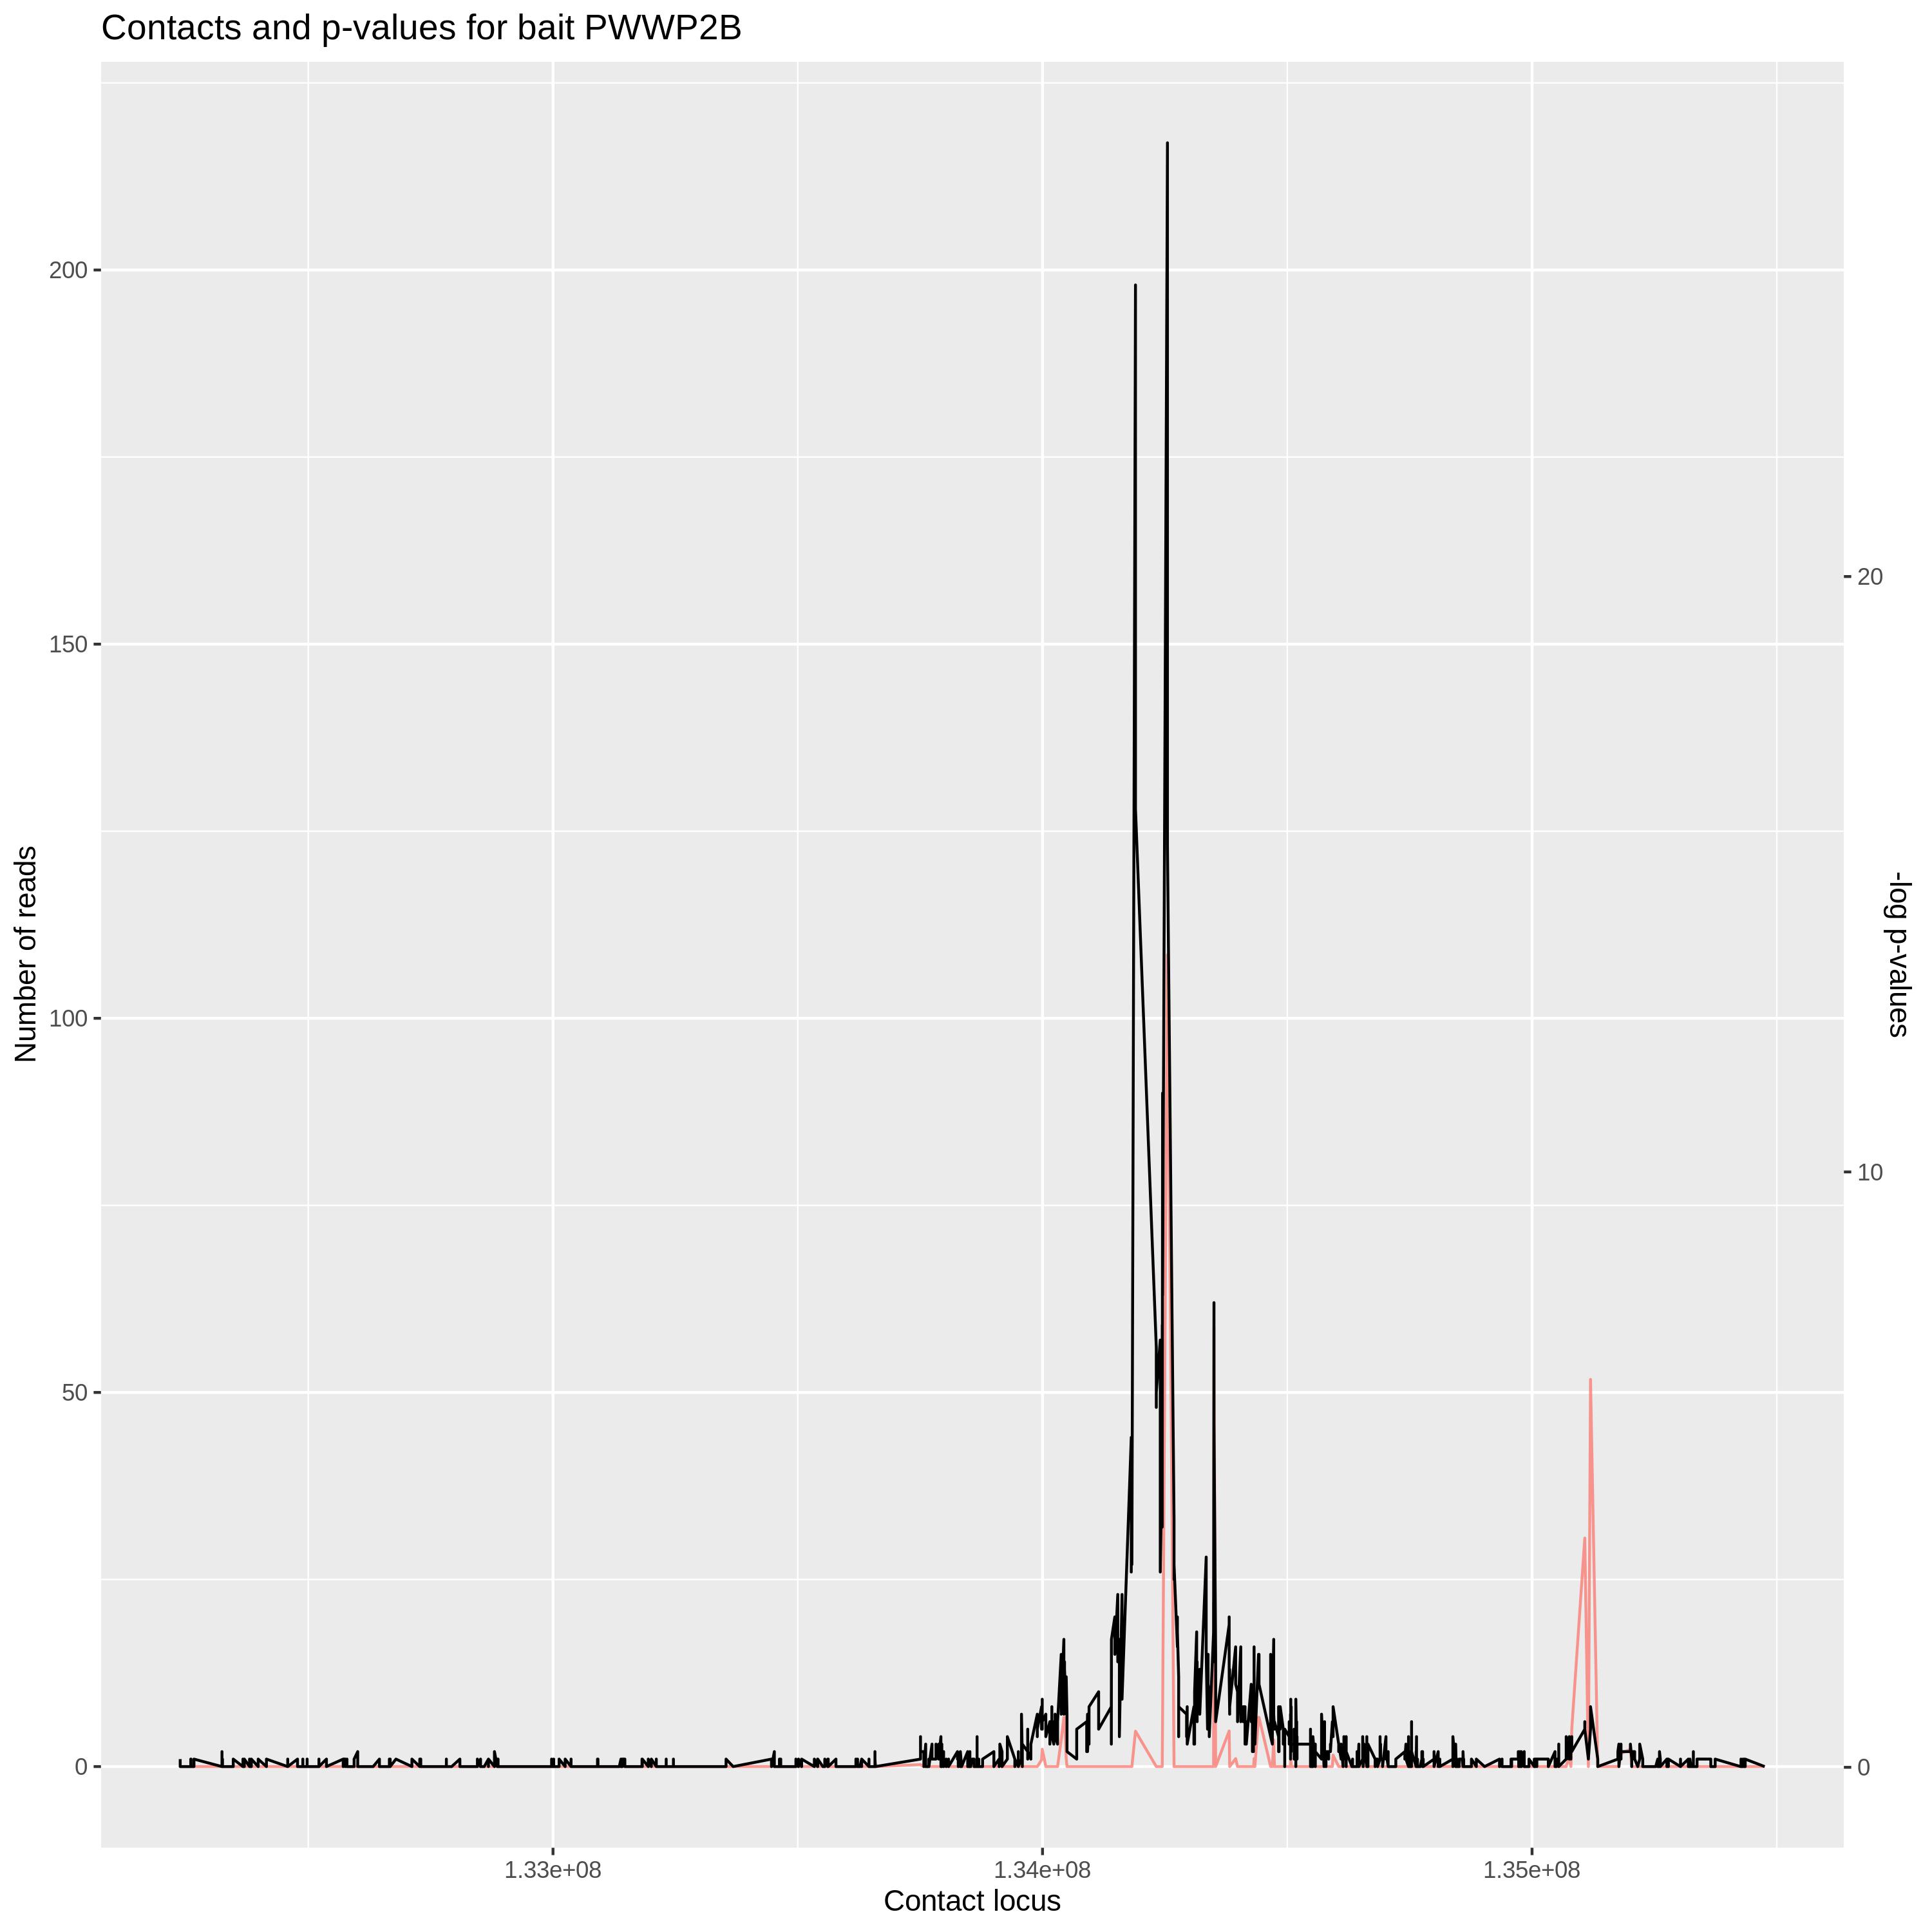 Contacts and p-values for bait PWWP2B
200
150
100
50
0
Number of reads
20
10
0
-log p-values
1.33e+08
1.34e+08
1.35e+08
Contact locus